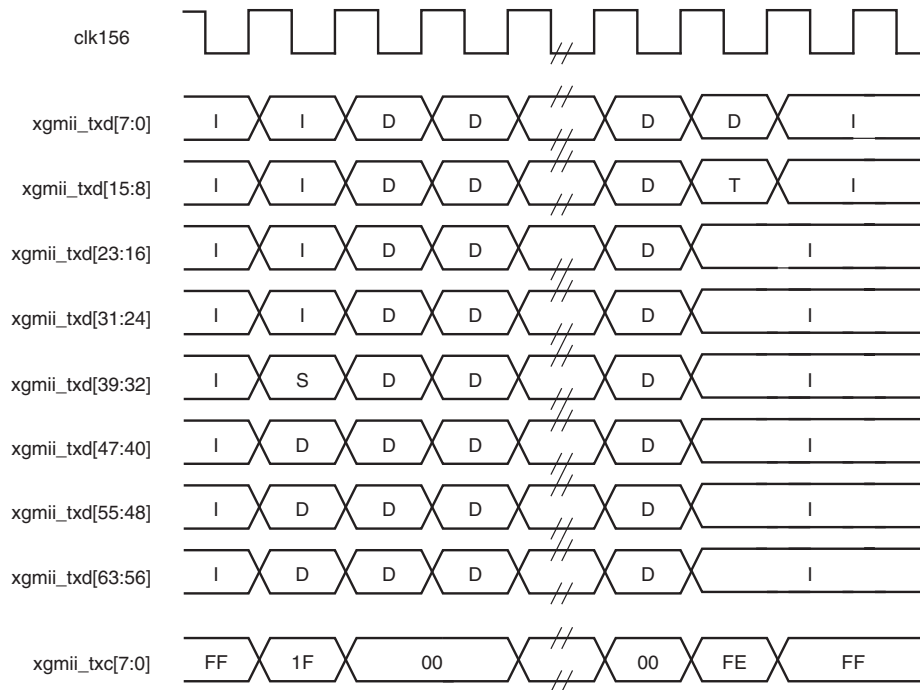 clk156
xgmii_txd[7:0] I I D D D D I
xgmii_txd[15:8] I I D D D T I
xgmii_txd[23:16] I I D D D I
xgmii_txd[31:24] I I D D D I
xgmii_txd[39:32] I S D D D I
xgmii_txd[47:40] I D D D D I
xgmii_txd[55:48] I D D D D I
xgmii_txd[63:56] I D D D D I
xgmii_txc[7:0] FF 1F 00 00 FE FF